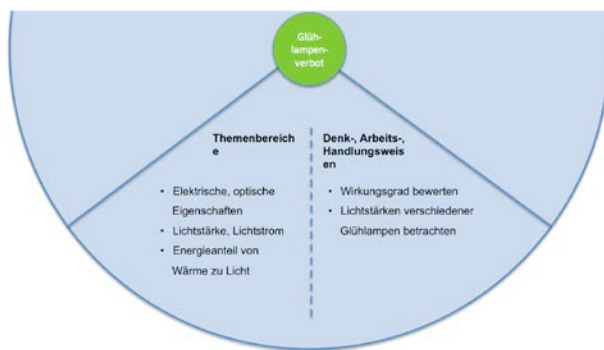 Glüh-
lampen-
verbot
Themenbereich
e
• Elektrische, optische
Eigenschaften
• Lichtstärke, Lichtstrom
• Energieanteil von
Wärme zu Licht
Denk-, Arbeits-,
Handlungsweis
en
• Wirkungsgrad bewerten
• Lichtstärken verschiedener
Glühlampen betrachten